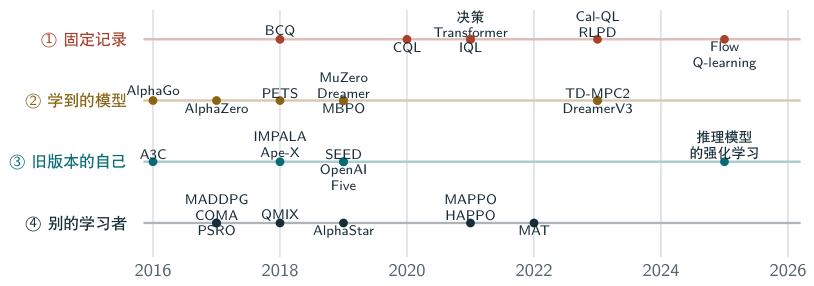 ① 固定记录
BCQ
CQL
决策
Transformer
IQL
Cal-QL
RLPD
Flow
Q-learning
② 学到的模型
AlphaGo
AlphaZero
PETS
MuZero
Dreamer
MBPO
TD-MPC2
DreamerV3
③ 旧版本的自己
A3C
IMPALA
Ape-X
SEED
OpenAI
Five
推理模型
的强化学习
④ 别的学习者
MADDPG
COMA
PSRO
QMIX
AlphaStar
MAPPO
HAPPO
MAT
2016
2018
2020
2022
2024
2026